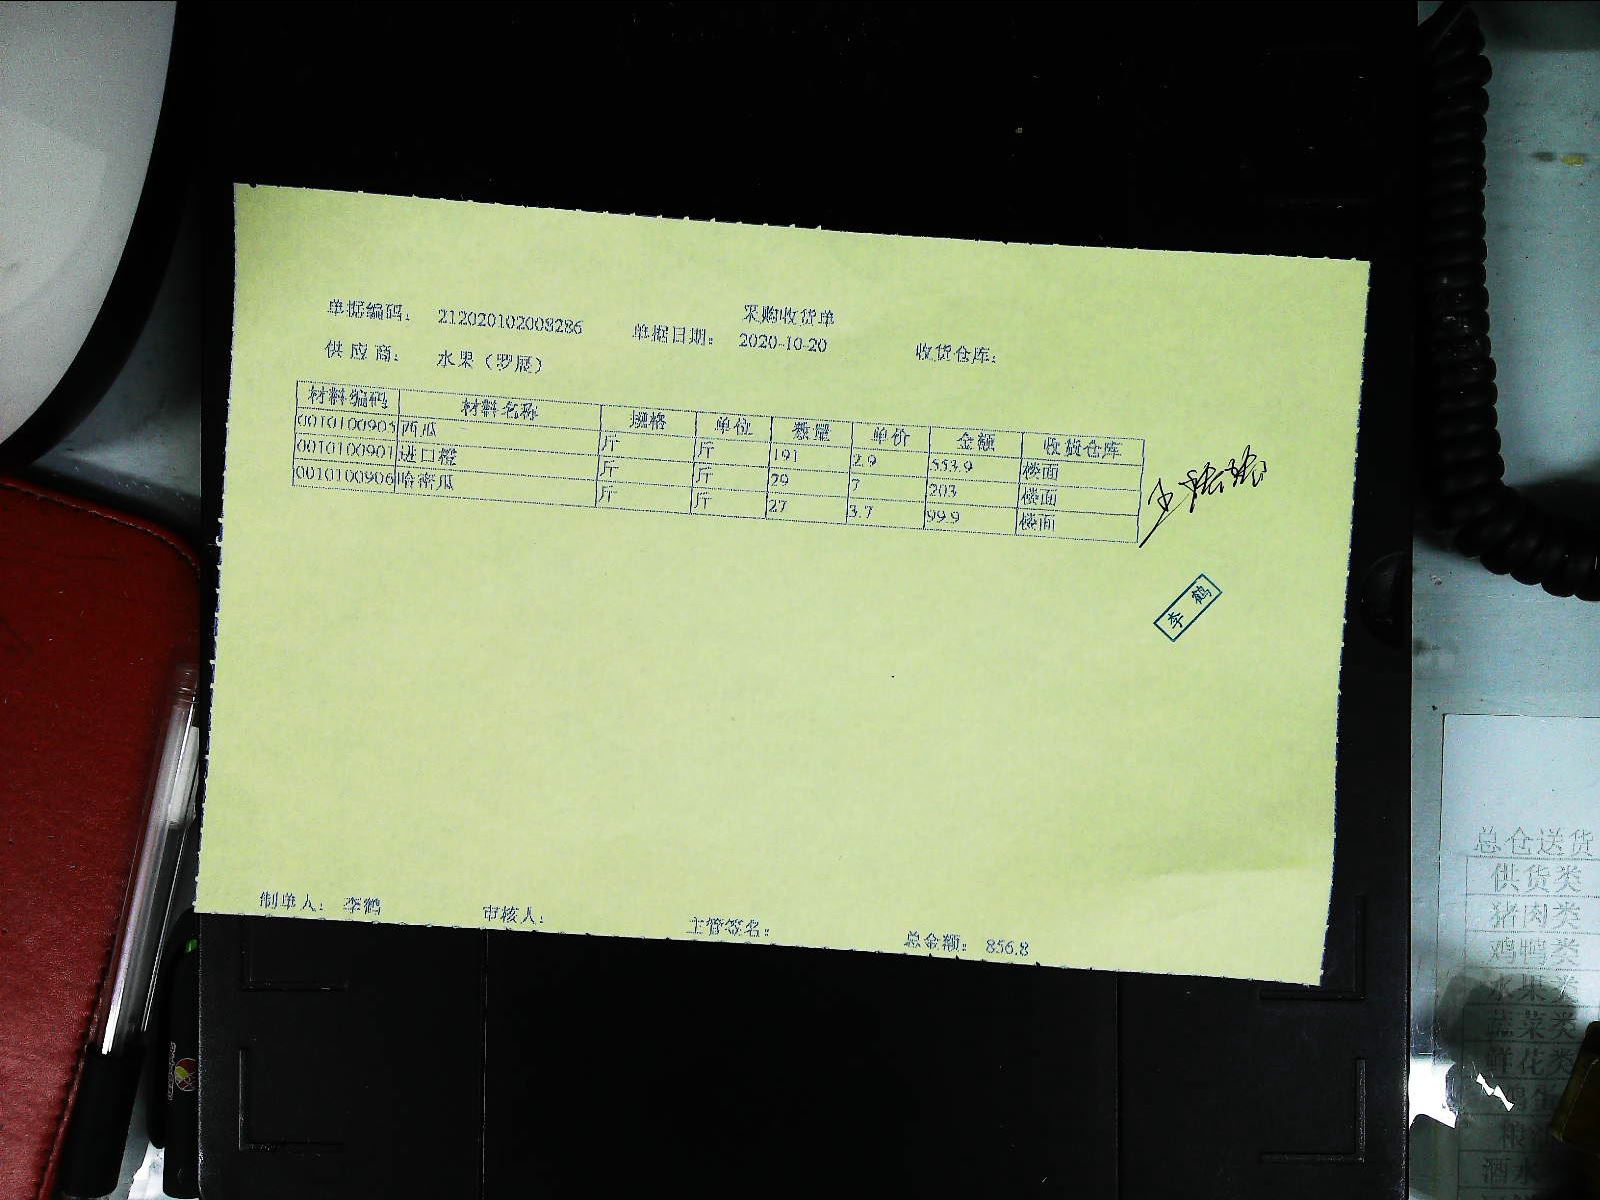 采购收货单
单据编码： 212020102008286 单据日期： 2020-10-20 收货仓库：
供应商： 水果（罗展）
材料编码 材料名称 规格 单位 数量 单价 金额 收货仓库
0010100905 西瓜 斤 斤 191 2.9 553.9 楼面
0010100901 进口橙 斤 斤 29 7 203 楼面
0010100906 哈密瓜 斤 斤 27 3.7 99.9 楼面
李鹤
制单人： 李鹤 审核人： 主管签名： 总金额： 856.8
总仓送货
供货类
猪肉类
鸡鸭类
水果类
蔬菜类
鲜花类
酒水